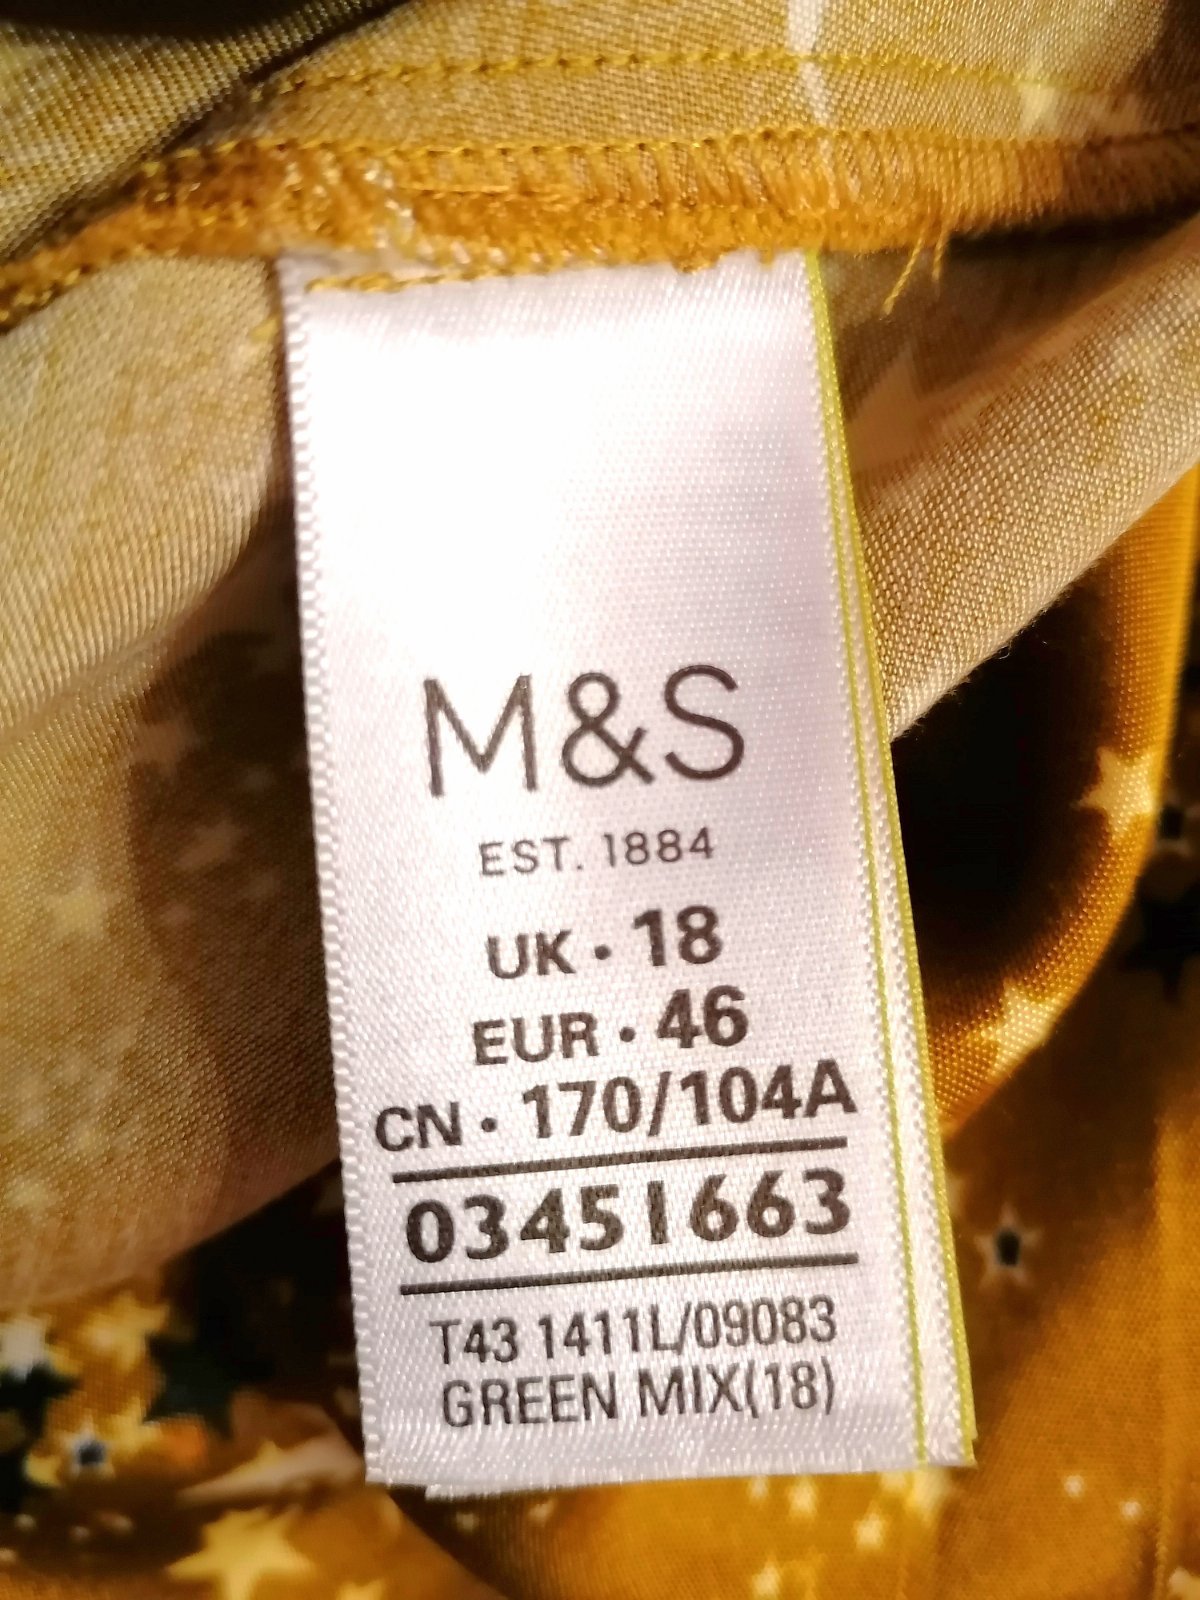 M&S
EST. 1884
UK · 18
EUR · 46
CN · 170/104A
03451663
T43 1411L/09083
GREEN MIX(18)